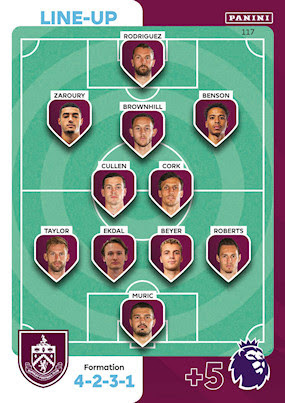 LINE-UP
PANINI
117
RODRIGUEZ
ZAROURY
BROWNHILL
BENSON
CULLEN
CORK
TAYLOR
EKDAL
BEYER
ROBERTS
MURIC
Formation
4-2-3-1
+5